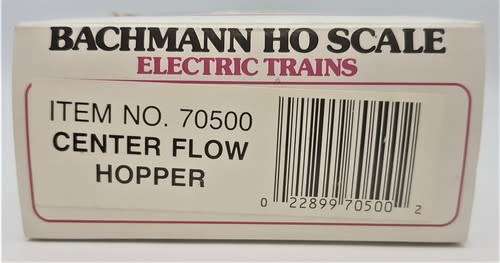 BACHMANN HO SCALE
ELECTRIC TRAINS
ITEM NO. 70500
CENTER FLOW
HOPPER
0 22899 70500 2